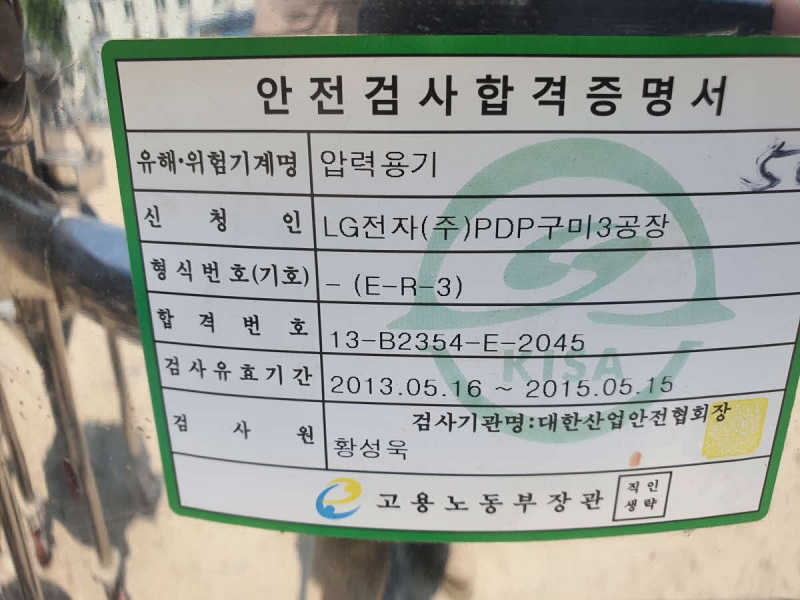 안전검사합격증명서
유해·위험기계명 압력용기
신청인 LG전자(주)PDP구미3공장
형식번호(기호) - (E-R-3)
합격번호 13-B2354-E-2045
검사유효기간 2013.05.16 ~ 2015.05.15
검사기관명:대한산업안전협회장
검사원 황성욱
KISA
고용노동부장관 직인
생략